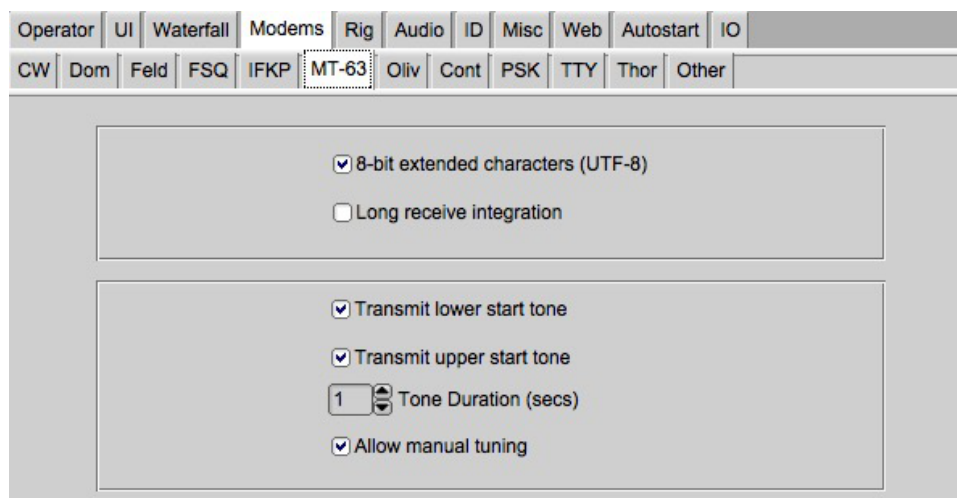 Operator UI Waterfall Modems Rig Audio ID Misc Web Autostart IO
CW Dom Feld FSQ IFKP MT-63 Oliv Cont PSK TTY Thor Other
8-bit extended characters (UTF-8)
Long receive integration
Transmit lower start tone
Transmit upper start tone
1 Tone Duration (secs)
Allow manual tuning